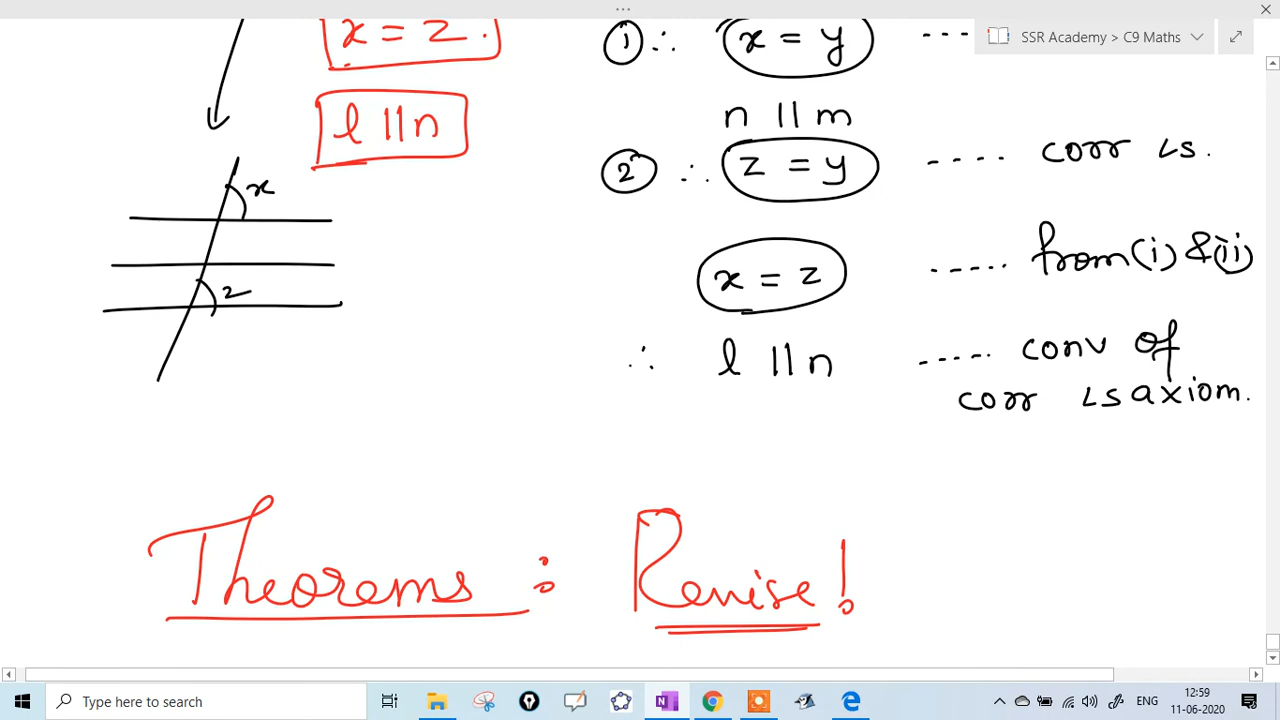 SSR Academy > C9 Maths
x = z.
① ∴ x = y ---
l || n
n || m
② ∴ z = y ---- corr ∠s.
x
x = z ----- from (i) & (ii)
z
∴ l || n ----- conv of
corr ∠s axiom.
Theorems : Revise!
Type here to search
ENG
12:59
11-06-2020